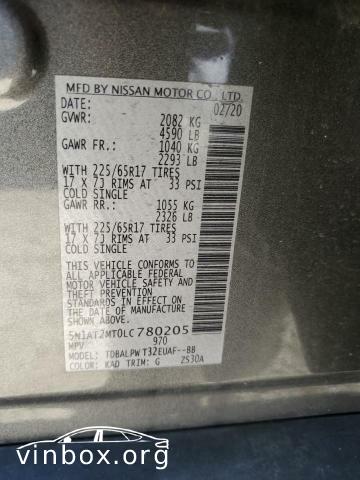 MFD BY NISSAN MOTOR CO., LTD.
DATE: 02/20
GVWR: 2082 KG
4590 LB
GAWR FR.: 1040 KG
2293 LB
WITH 225/65R17 TIRES
17 X 7J RIMS AT 33 PSI
COLD SINGLE
GAWR RR.: 1055 KG
2326 LB
WITH 225/65R17 TIRES
17 X 7J RIMS AT 33 PSI
COLD SINGLE
THIS VEHICLE CONFORMS TO
ALL APPLICABLE FEDERAL
MOTOR VEHICLE SAFETY AND
THEFT PREVENTION
STANDARDS IN EFFECT ON
THE DATE OF MANUFACTURE
SHOWN ABOVE.
5N1AT2MT0LC780205
MPV 970
MODEL: TDBALPWT32EUAF--BB
COLOR: KAD TRIM: G 2S30A
vinbox.org